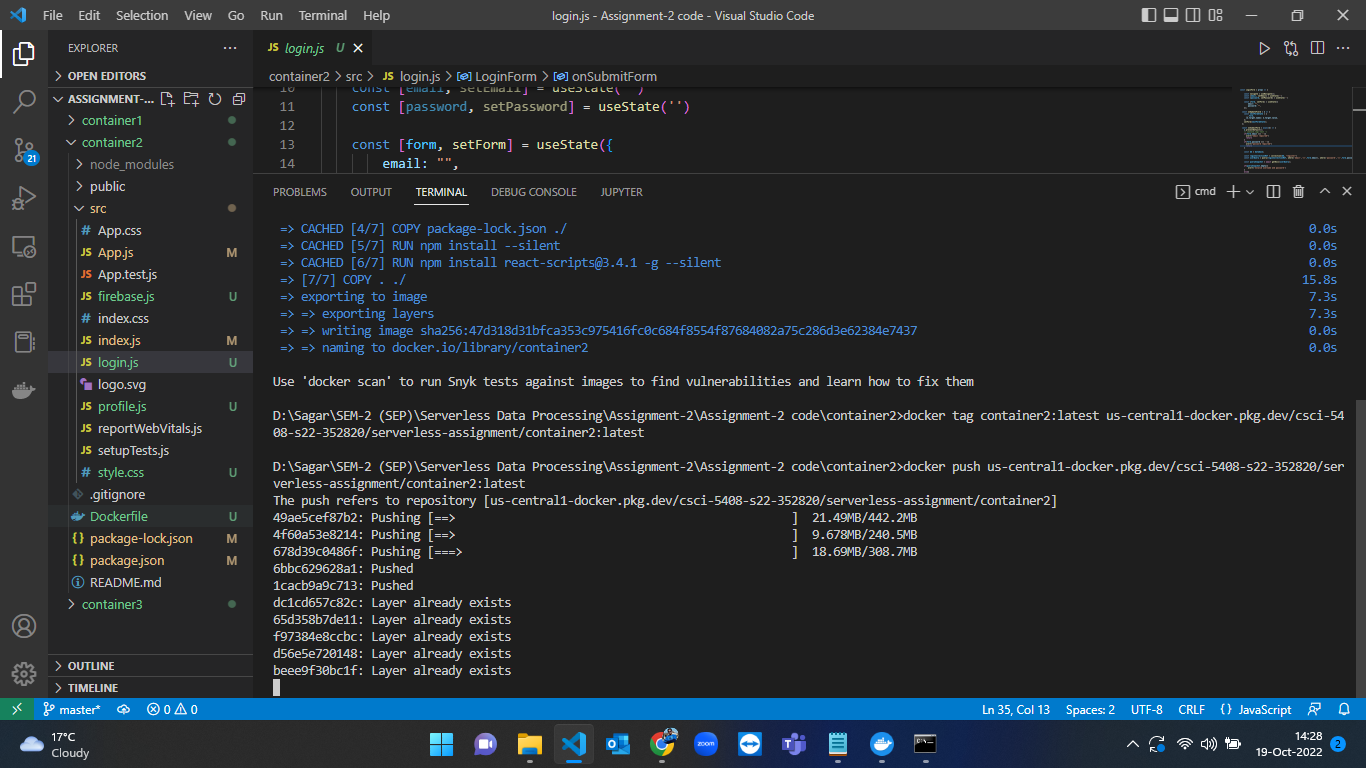 File Edit Selection View Go Run Terminal Help
login.js - Assignment-2 code - Visual Studio Code
EXPLORER
OPEN EDITORS
ASSIGNMENT-...
container1
container2
node_modules
public
src
# App.css
JS App.js M
JS App.test.js
JS firebase.js U
# index.css
JS index.js M
JS login.js U
logo.svg
JS profile.js U
JS reportWebVitals.js
JS setupTests.js
# style.css U
.gitignore
Dockerfile U
{} package-lock.json M
{} package.json M
README.md
container3
OUTLINE
TIMELINE
21
JS login.js U
container2 > src > JS login.js > LoginForm > onSubmitForm
10 const [email, setEmail] = useState('')
11 const [password, setPassword] = useState('')
12
13 const [form, setForm] = useState({
14 email: "",
PROBLEMS OUTPUT TERMINAL DEBUG CONSOLE JUPYTER
cmd
=> CACHED [4/7] COPY package-lock.json ./ 0.0s
=> CACHED [5/7] RUN npm install --silent 0.0s
=> CACHED [6/7] RUN npm install react-scripts@3.4.1 -g --silent 0.0s
=> [7/7] COPY . ./ 15.8s
=> exporting to image 7.3s
=> => exporting layers 7.3s
=> => writing image sha256:47d318d31bfca353c975416fc0c684f8554f87684082a75c286d3e62384e7437 0.0s
=> => naming to docker.io/library/container2 0.0s
Use 'docker scan' to run Snyk tests against images to find vulnerabilities and learn how to fix them
D:\Sagar\SEM-2 (SEP)\Serverless Data Processing\Assignment-2\Assignment-2 code\container2>docker tag container2:latest us-central1-docker.pkg.dev/csci-54
08-s22-352820/serverless-assignment/container2:latest
D:\Sagar\SEM-2 (SEP)\Serverless Data Processing\Assignment-2\Assignment-2 code\container2>docker push us-central1-docker.pkg.dev/csci-5408-s22-352820/ser
verless-assignment/container2:latest
The push refers to repository [us-central1-docker.pkg.dev/csci-5408-s22-352820/serverless-assignment/container2]
49ae5cef87b2: Pushing [==> ] 21.49MB/442.2MB
4f60a53e8214: Pushing [==> ] 9.678MB/240.5MB
678d39c0486f: Pushing [===> ] 18.69MB/308.7MB
6bbc629628a1: Pushed
1cacb9a9c713: Pushed
dc1cd657c82c: Layer already exists
65d358b7de11: Layer already exists
f97384e8ccbc: Layer already exists
d56e5e720148: Layer already exists
beee9f30bc1f: Layer already exists
master* 0 0
Ln 35, Col 13 Spaces: 2 UTF-8 CRLF {} JavaScript
17°C
Cloudy
zoom
14:28
19-Oct-2022
2